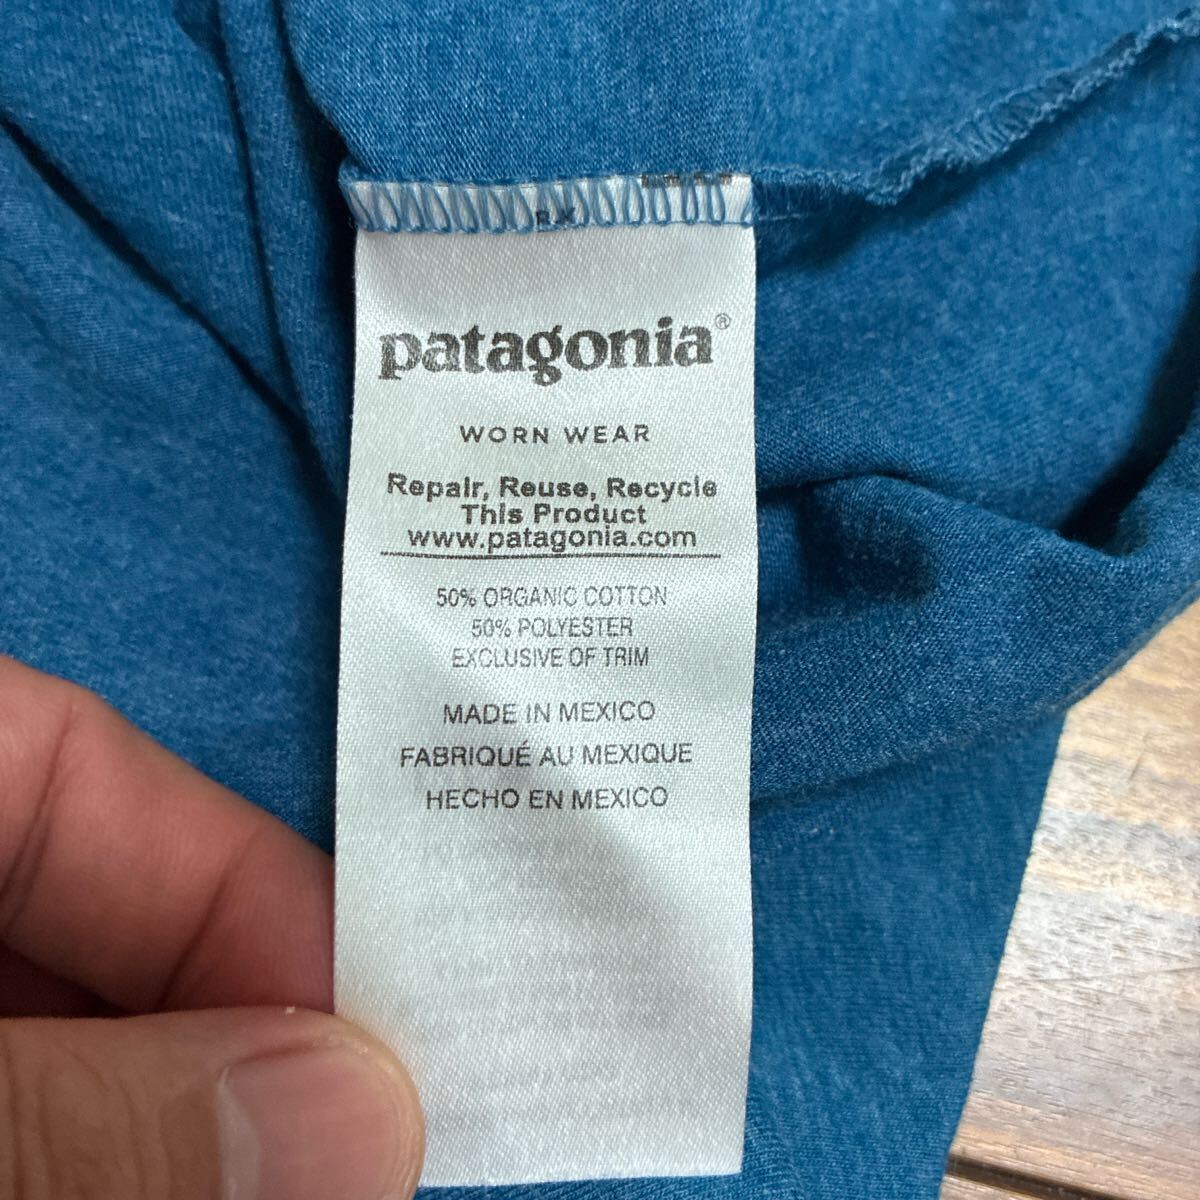 patagonia®
WORN WEAR
Repair, Reuse, Recycle
This Product
www.patagonia.com
50% ORGANIC COTTON
50% POLYESTER
EXCLUSIVE OF TRIM
MADE IN MEXICO
FABRIQUÉ AU MEXIQUE
HECHO EN MEXICO